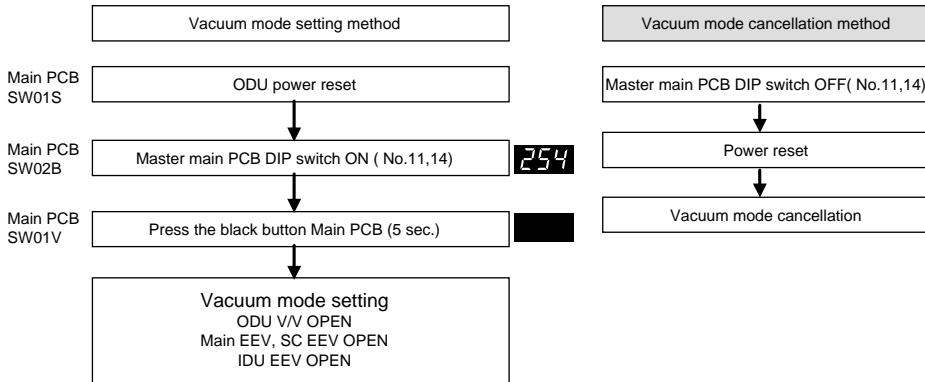 Vacuum mode setting method
Vacuum mode cancellation method
Main PCB
SW01S
ODU power reset
Master main PCB DIP switch OFF( No.11,14)
Main PCB
SW02B
Master main PCB DIP switch ON ( No.11,14)
254
Power reset
Main PCB
SW01V
Press the black button Main PCB (5 sec.)
Vacuum mode cancellation
Vacuum mode setting
ODU V/V OPEN
Main EEV, SC EEV OPEN
IDU EEV OPEN